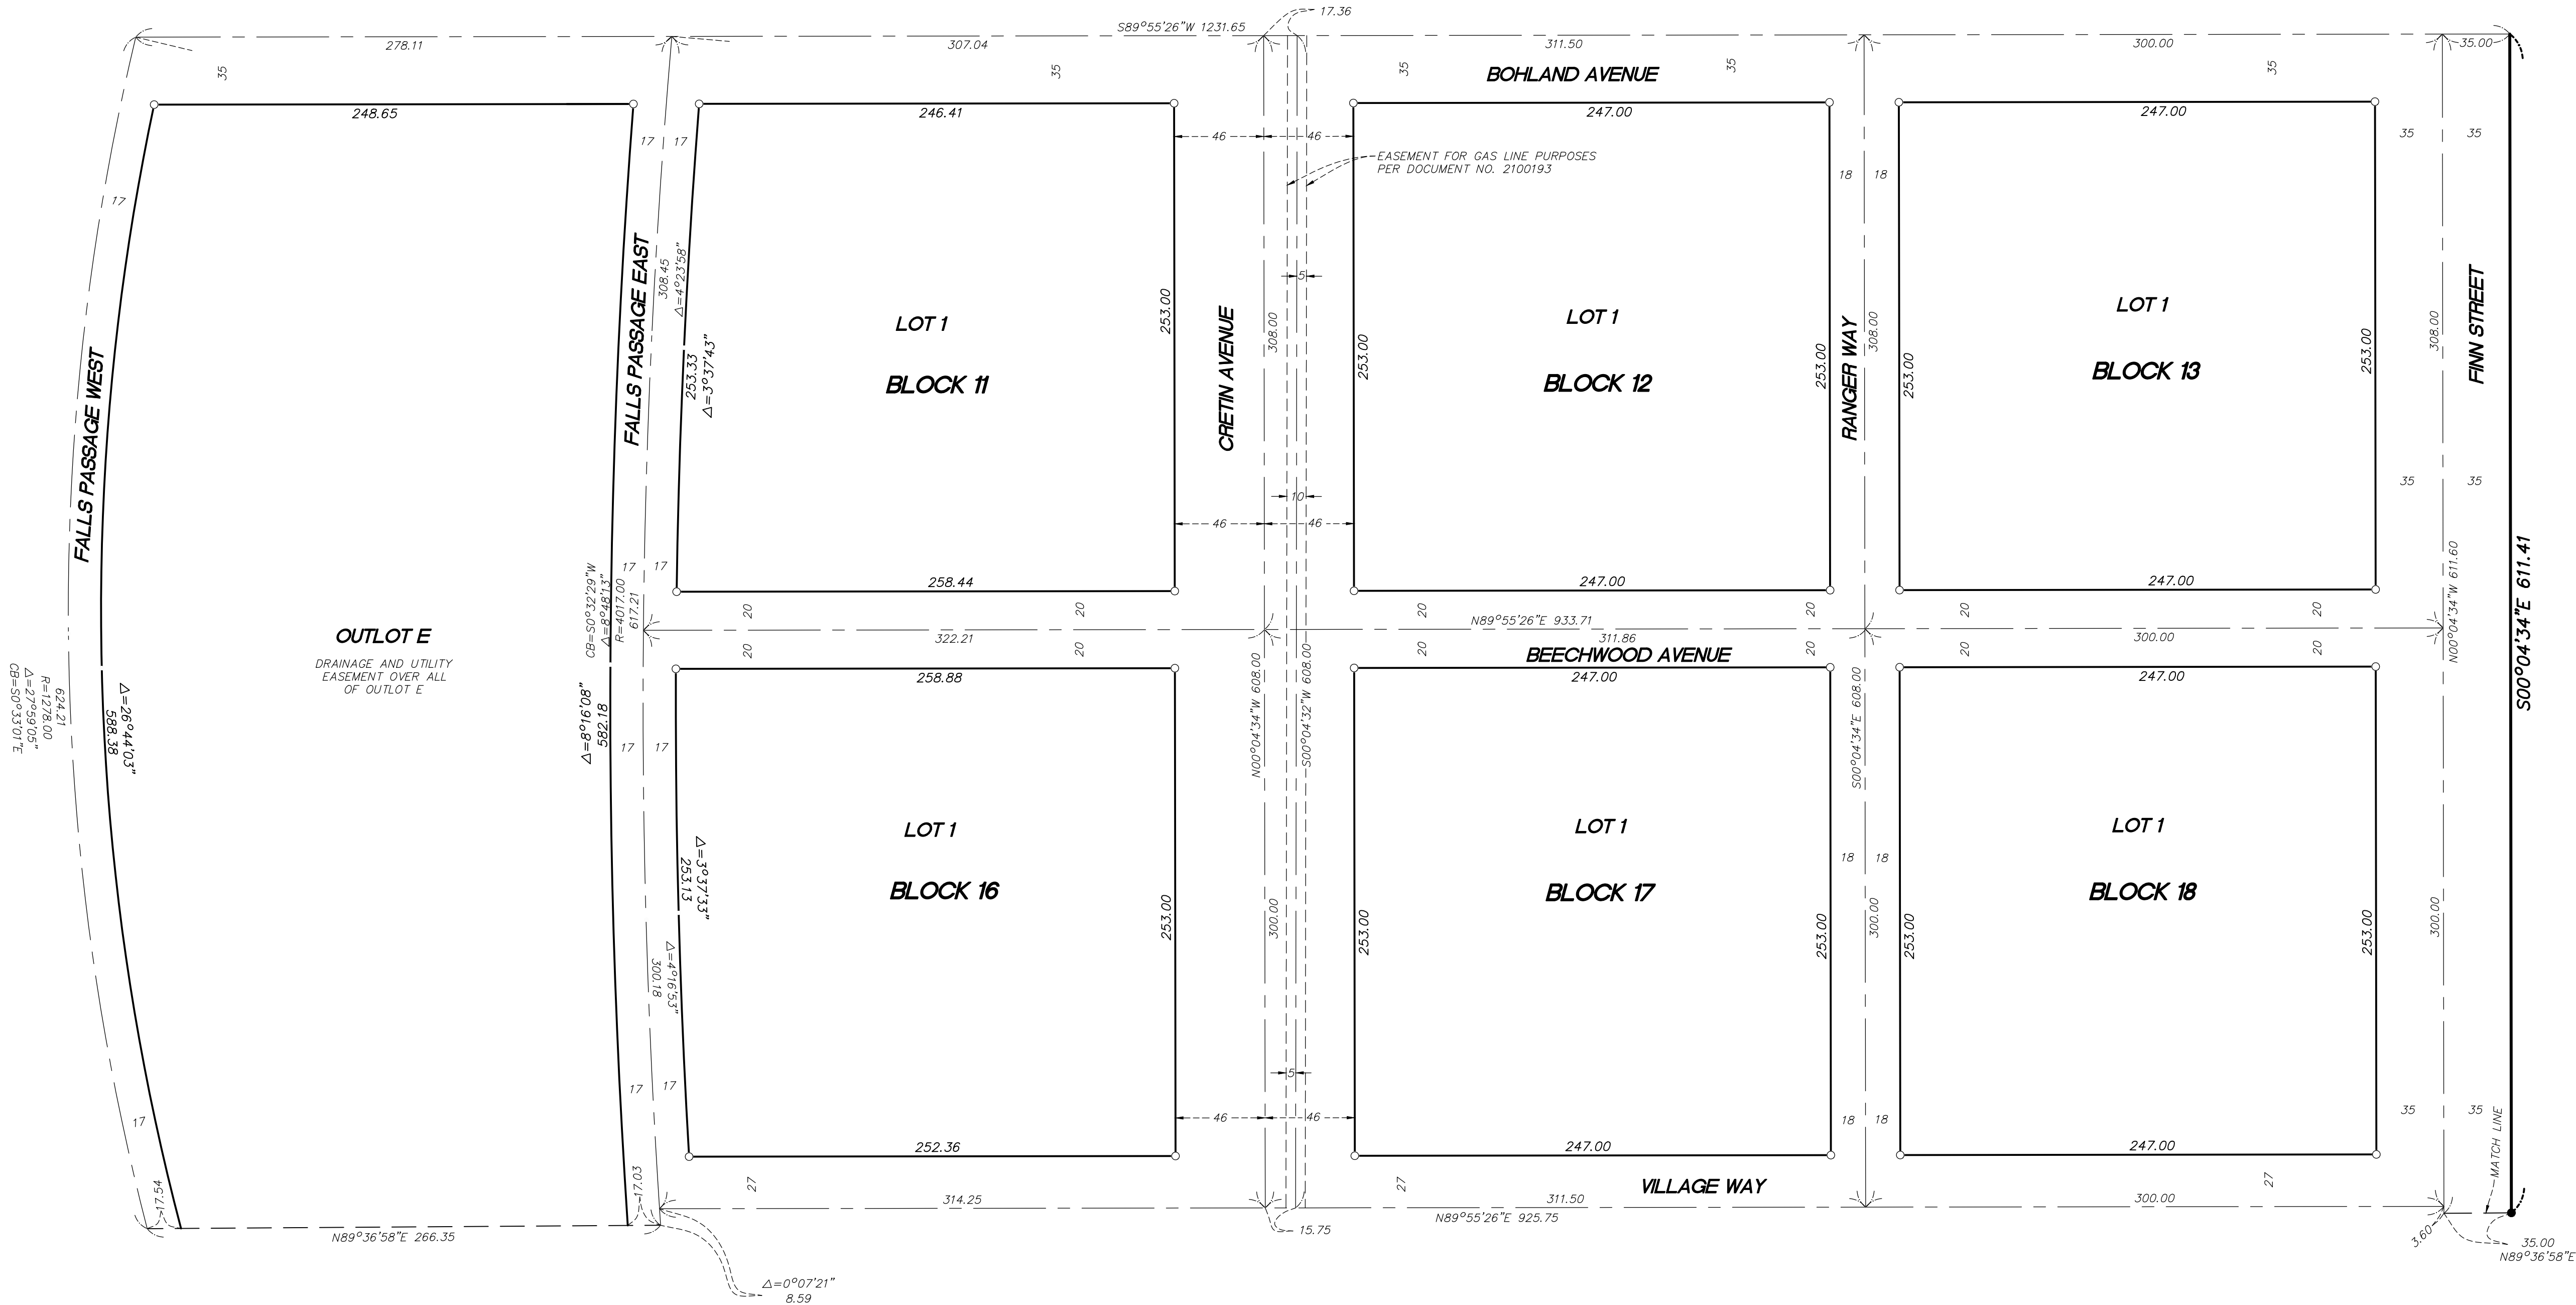 S89°55'26"W 1231.65
17.36
278.11
307.04
311.50
300.00
35.00
35
35
35
BOHLAND AVENUE
35
35
248.65
246.41
247.00
247.00
17
17
46
46
35
35
EASEMENT FOR GAS LINE PURPOSES
PER DOCUMENT NO. 2100193
18
18
17
FALLS PASSAGE WEST
FALLS PASSAGE EAST
308.45
Δ=4°23'58"
253.33
Δ=3°37'43"
LOT 1
BLOCK 11
253.00
CRETIN AVENUE
308.00
5
253.00
LOT 1
BLOCK 12
253.00
RANGER WAY
308.00
253.00
LOT 1
BLOCK 13
253.00
308.00
FINN STREET
10
46
46
35
35
CB=S0°32'29"W
Δ=8°48'13"
R=4017.00
617.21
17
17
258.44
247.00
247.00
N00°04'34"W 611.60
S00°04'34"E 611.41
20
20
20
20
20
20
322.21
N89°55'26"E 933.71
311.86
300.00
20
20
20
20
20
20
BEECHWOOD AVENUE
OUTLOT E
DRAINAGE AND UTILITY
EASEMENT OVER ALL
OF OUTLOT E
258.88
247.00
247.00
624.21
R=1278.00
Δ=27°59'05"
CB=S0°33'01"E
Δ=26°44'03"
588.38
Δ=8°16'08"
582.18
17
17
N00°04'34"W 608.00
S00°04'32"W 608.00
S00°04'34"E 608.00
Δ=3°37'33"
253.13
LOT 1
BLOCK 16
253.00
300.00
253.00
LOT 1
BLOCK 17
253.00
18
18
300.00
253.00
LOT 1
BLOCK 18
253.00
300.00
Δ=4°16'53"
300.18
5
17
17
17
46
46
18
18
35
35
MATCH LINE
252.36
247.00
247.00
17.54
17.03
27
27
27
VILLAGE WAY
314.25
311.50
300.00
N89°55'26"E 925.75
15.75
N89°36'58"E 266.35
3.60
35.00
N89°36'58"E
Δ=0°07'21"
8.59